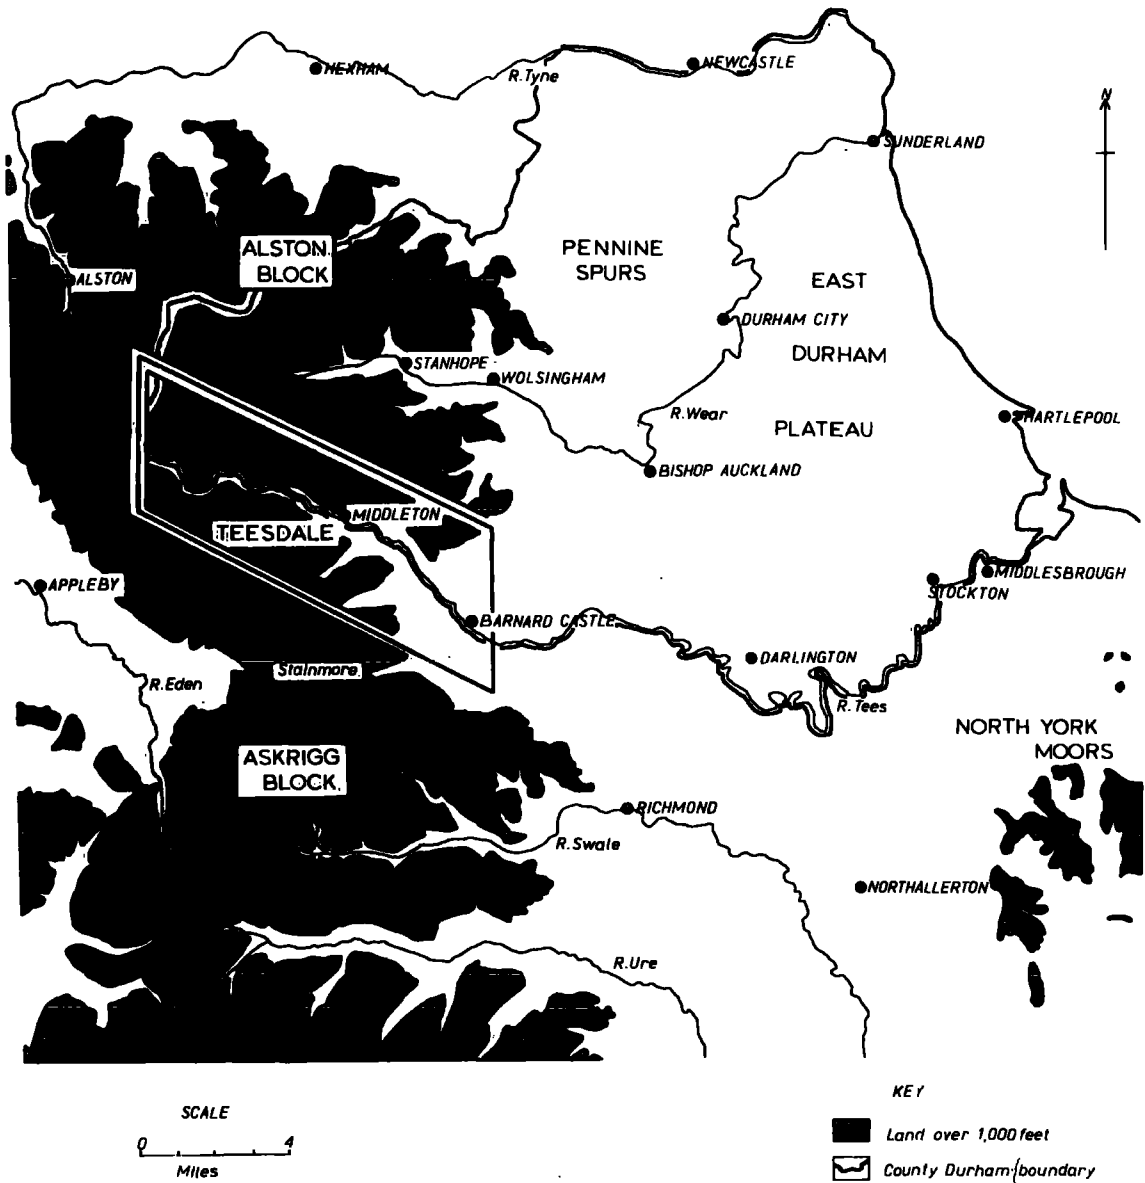 HEXHAM
R.Tyne
NEWCASTLE
N
SUNDERLAND
ALSTON
BLOCK
PENNINE
SPURS
ALSTON
EAST
DURHAM CITY
DURHAM
STANHOPE
WOLSINGHAM
R.Wear
HARTLEPOOL
PLATEAU
BISHOP AUCKLAND
MIDDLETON
TEESDALE
APPLEBY
MIDDLESBROUGH
STOCKTON
BARNARD CASTLE
DARLINGTON
Stainmore
R.Eden
R.Tees
NORTH YORK
MOORS
ASKRIGG
BLOCK.
RICHMOND
R.Swale
NORTHALLERTON
R.Ure
KEY
SCALE
0 4
Miles
Land over 1,000 feet
County Durham boundary